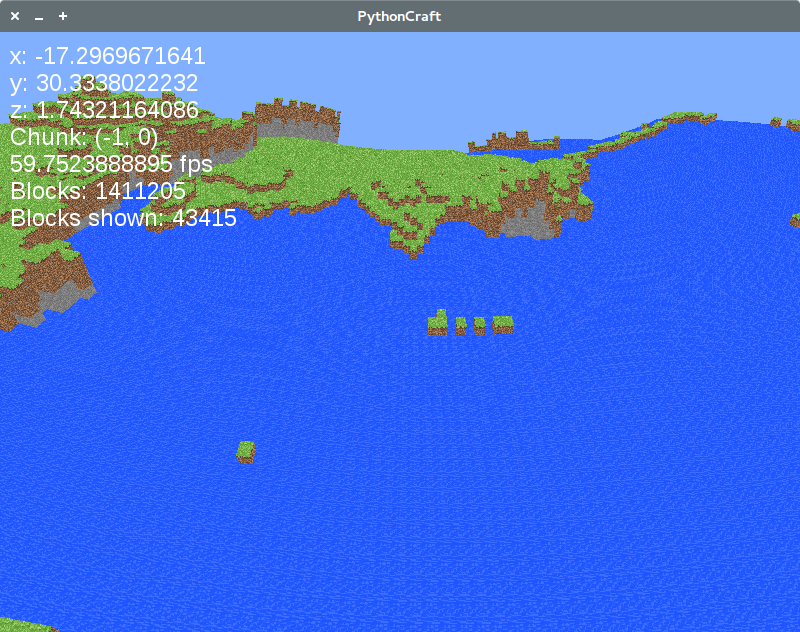 PythonCraft
x: -17.2969671641
y: 30.3338022232
z: 1.74321164086
Chunk: (-1, 0)
59.7523888895 fps
Blocks: 1411205
Blocks shown: 43415